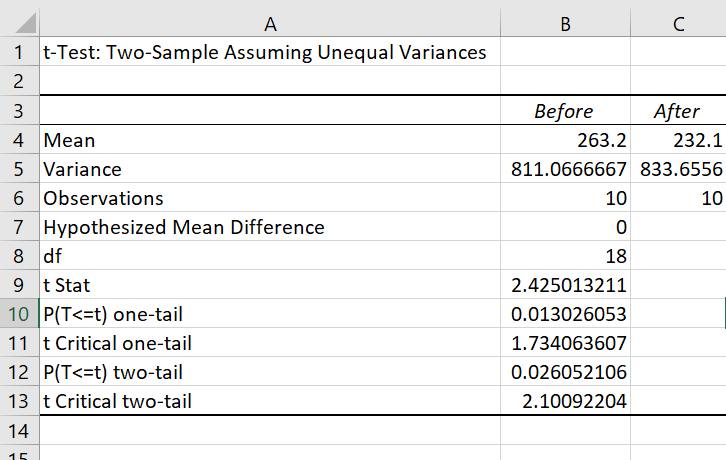 A B C
1 t-Test: Two-Sample Assuming Unequal Variances
2
3 Before After
4 Mean 263.2 232.1
5 Variance 811.0666667 833.6556
6 Observations 10 10
7 Hypothesized Mean Difference 0
8 df 18
9 t Stat 2.425013211
10 P(T<=t) one-tail 0.013026053
11 t Critical one-tail 1.734063607
12 P(T<=t) two-tail 0.026052106
13 t Critical two-tail 2.10092204
14
15